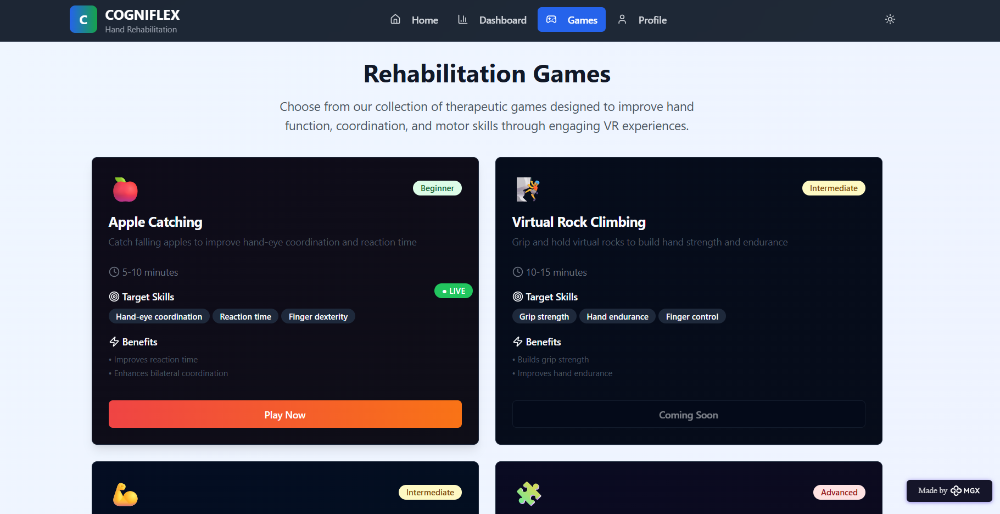 C
COGNIFLEX
Hand Rehabilitation
Home
Dashboard
Games
Profile
Rehabilitation Games
Choose from our collection of therapeutic games designed to improve hand
function, coordination, and motor skills through engaging VR experiences.
Beginner
Apple Catching
Catch falling apples to improve hand-eye coordination and reaction time
5-10 minutes
• LIVE
Target Skills
Hand-eye coordination
Reaction time
Finger dexterity
Benefits
• Improves reaction time
• Enhances bilateral coordination
Play Now
Intermediate
Virtual Rock Climbing
Grip and hold virtual rocks to build hand strength and endurance
10-15 minutes
Target Skills
Grip strength
Hand endurance
Finger control
Benefits
• Builds grip strength
• Improves hand endurance
Coming Soon
Intermediate
Advanced
Made by MGX